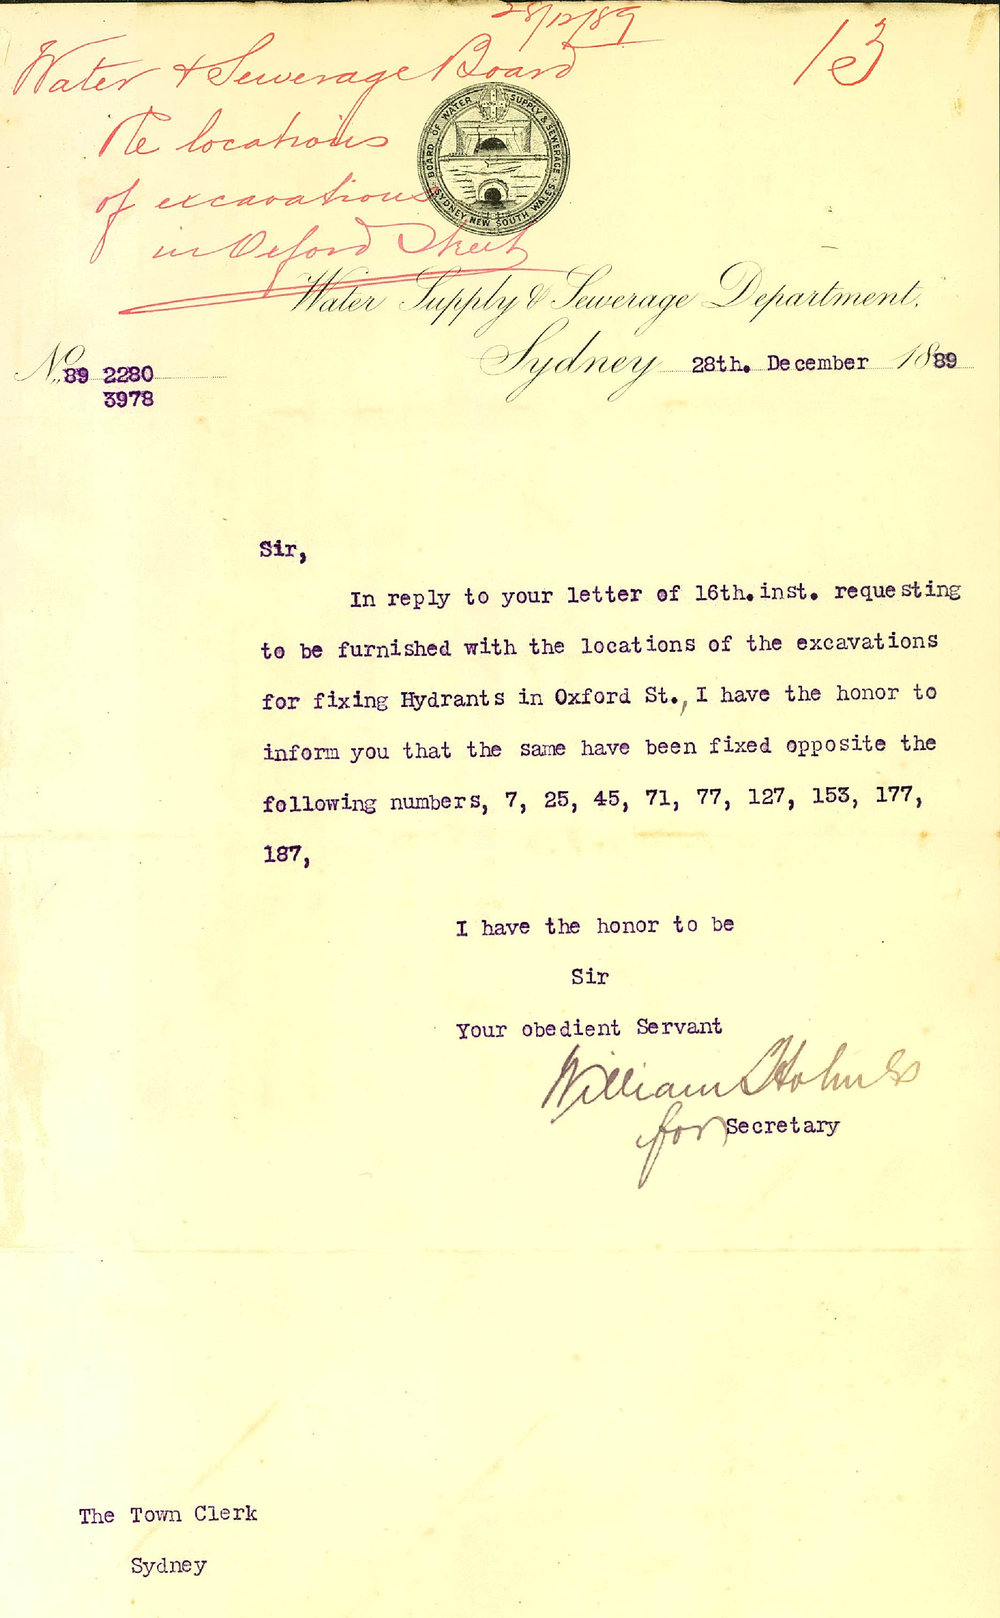 28/12/89
13
Water & Sewerage Board
Re locations
of excavations
in Oxford Street
BOARD OF WATER SUPPLY & SEWERAGE
SYDNEY, NEW SOUTH WALES
Water Supply & Sewerage Department.
Sydney 28th. December 1889
No. 89 2280
3978
Sir,
In reply to your letter of 16th. inst. requesting
to be furnished with the locations of the excavations
for fixing Hydrants in Oxford St., I have the honor to
inform you that the same have been fixed opposite the
following numbers, 7, 25, 45, 71, 77, 127, 153, 177,
187,
I have the honor to be
Sir
Your obedient Servant
William Holmes
for Secretary
The Town Clerk
Sydney